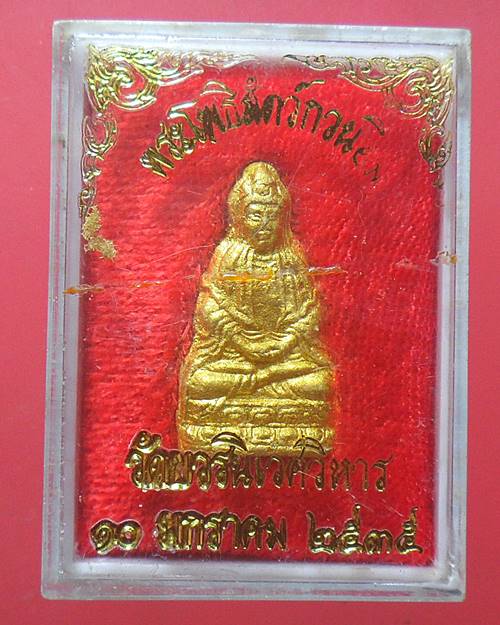 พระโพธิสัตว์กวนอิม
วัดบวรนิเวศวิหาร
๑๐ มกราคม ๒๕๓๕